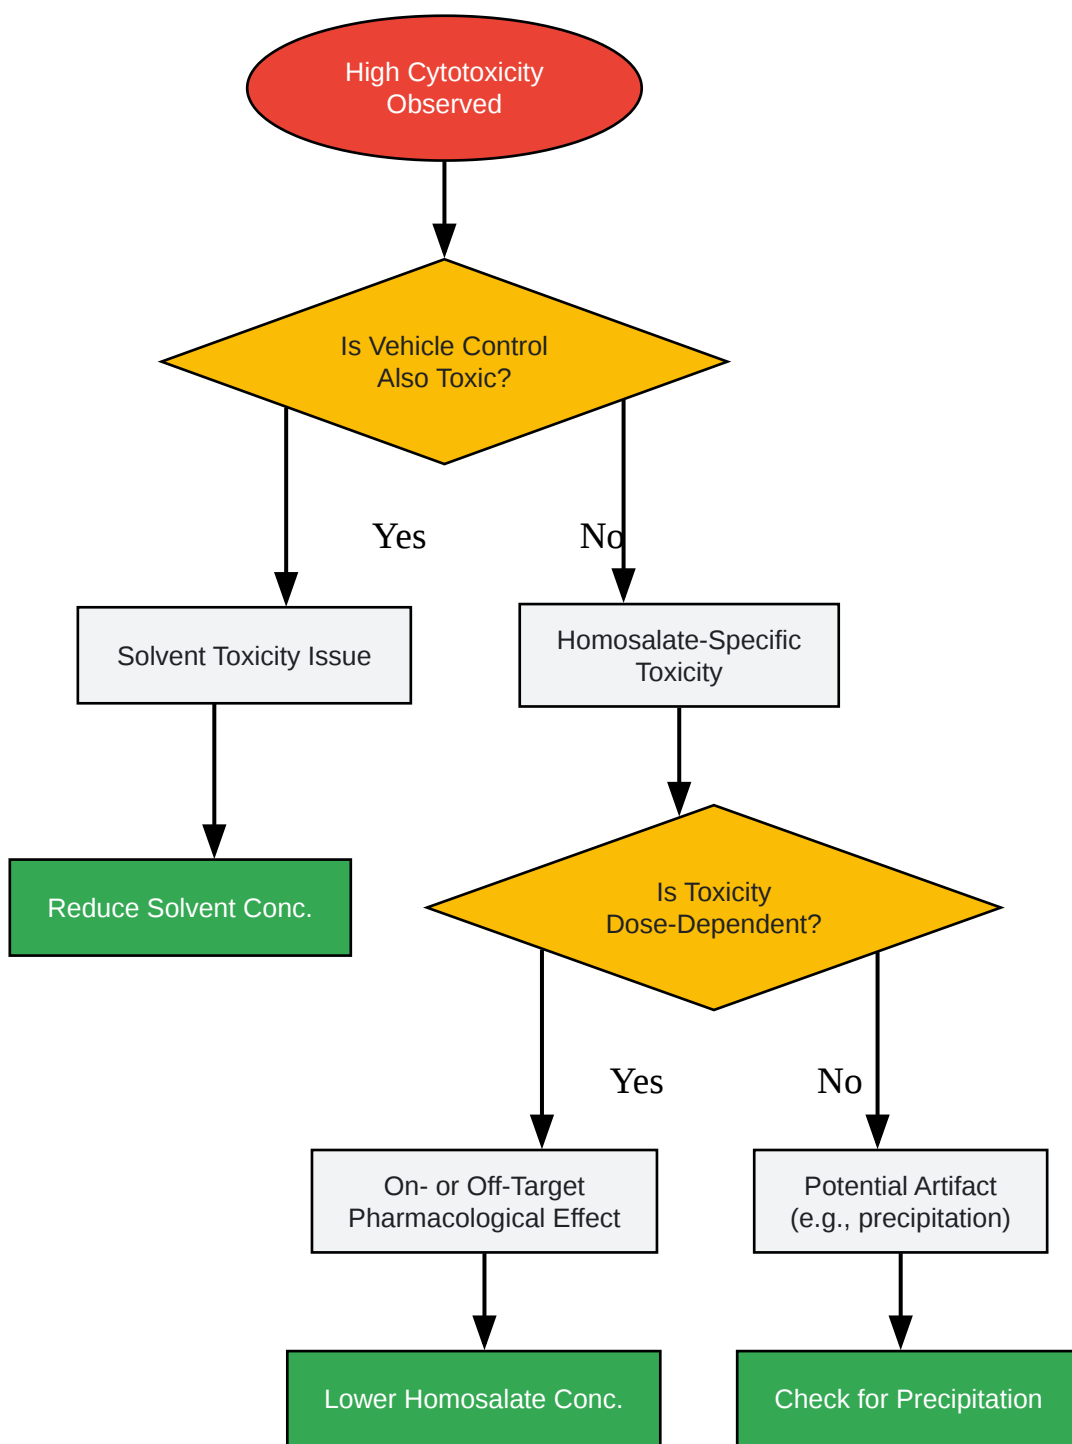 High Cytotoxicity
Observed
Is Vehicle Control
Also Toxic?
Yes
No
Solvent Toxicity Issue
Homosalate-Specific
Toxicity
Reduce Solvent Conc.
Is Toxicity
Dose-Dependent?
Yes
No
On- or Off-Target
Pharmacological Effect
Potential Artifact
(e.g., precipitation)
Lower Homosalate Conc.
Check for Precipitation